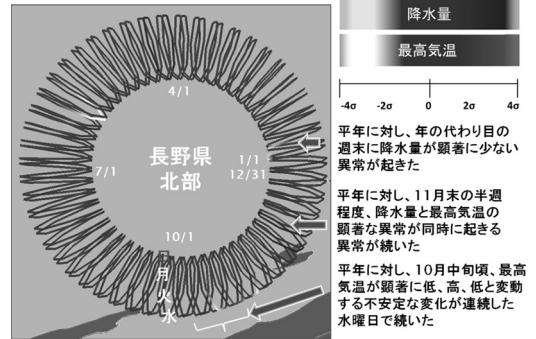 降水量
最高気温
-4σ -2σ 0 2σ 4σ
4/1
長野県
北部
7/1
1/1
12/31
10/1
月
火
水
平年に対し、年の代わり目の
週末に降水量が顕著に少ない
異常が起きた
平年に対し、11月末の半週
程度、降水量と最高気温の
顕著な異常が同時に起きる
異常が続いた
平年に対し、10月中旬頃、最高
気温が顕著に低、高、低と変動
する不安定な変化が連続した
水曜日で続いた